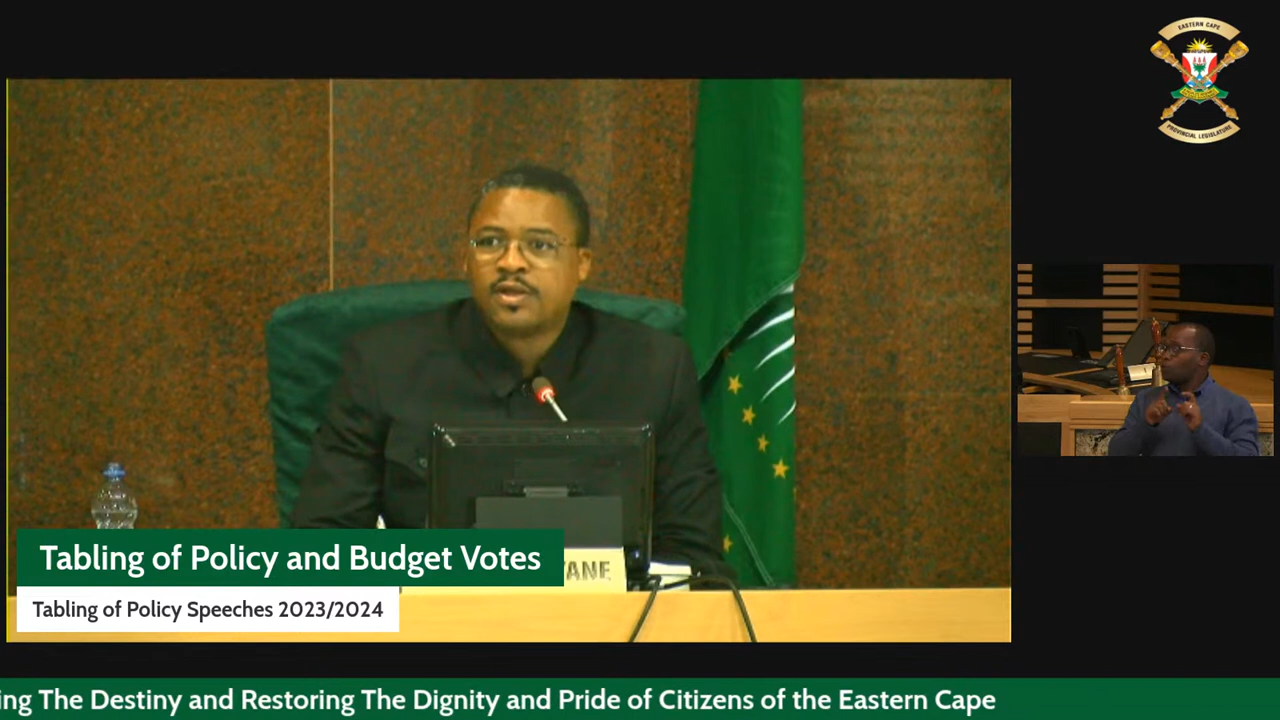 EASTERN CAPE
PROVINCIAL LEGISLATURE
Tabling of Policy and Budget Votes
Tabling of Policy Speeches 2023/2024
The Destiny and Restoring The Dignity and Pride of Citizens of the Eastern Cape